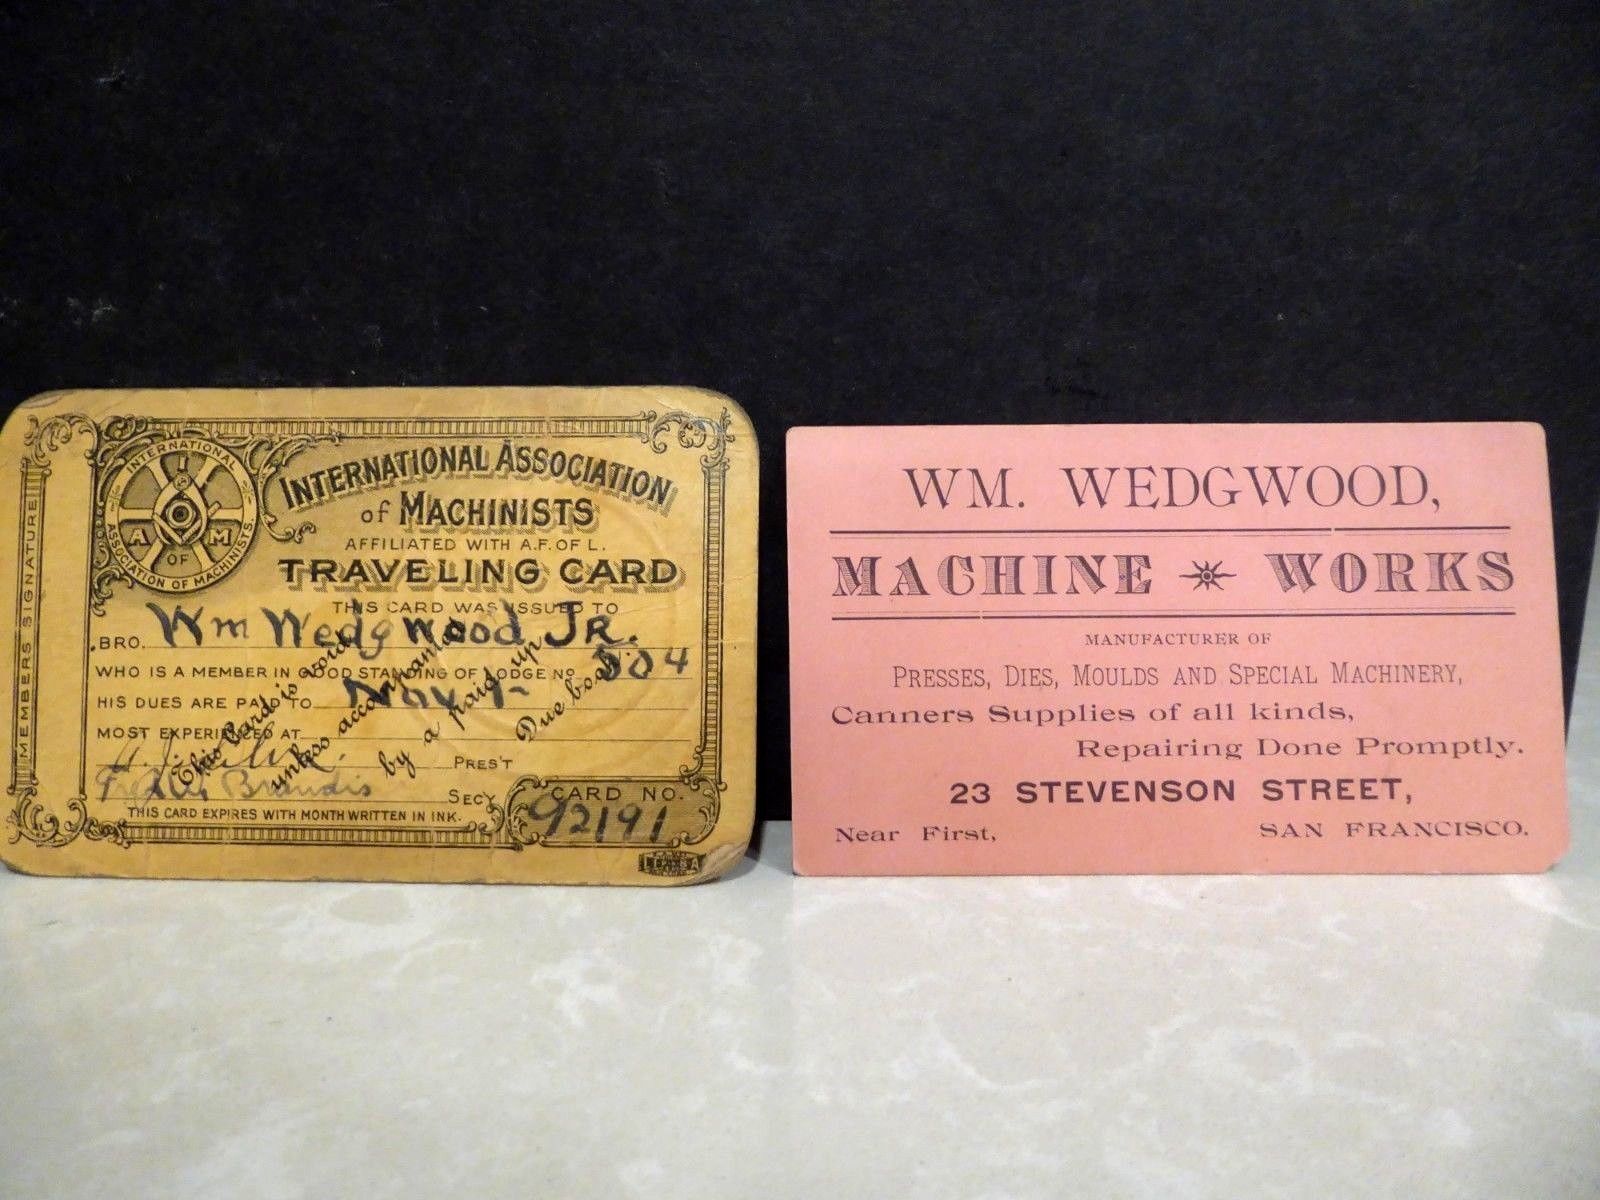 MEMBERS SIGNATURE
INTERNATIONAL
I
A M
OF
ASSOCIATION OF MACHINISTS.
INTERNATIONAL ASSOCIATION
of MACHINISTS
AFFILIATED WITH A.F. OF L.
TRAVELING CARD
THIS CARD WAS ISSUED TO
BRO. Wm Wedgwood JR.
WHO IS A MEMBER IN GOOD STANDING OF LODGE No 504
HIS DUES ARE PAID TO Nov
MOST EXPERIENCED AT
PRES'T
Brandis SECY
THIS CARD EXPIRES WITH MONTH WRITTEN IN INK.
CARD NO.
92191
This Card is void
unless accompanied
by a paid up
Due book.
WM. WEDGWOOD,
MACHINE WORKS
MANUFACTURER OF
PRESSES, DIES, MOULDS AND SPECIAL MACHINERY,
Canners Supplies of all kinds,
Repairing Done Promptly.
23 STEVENSON STREET,
Near First, SAN FRANCISCO.